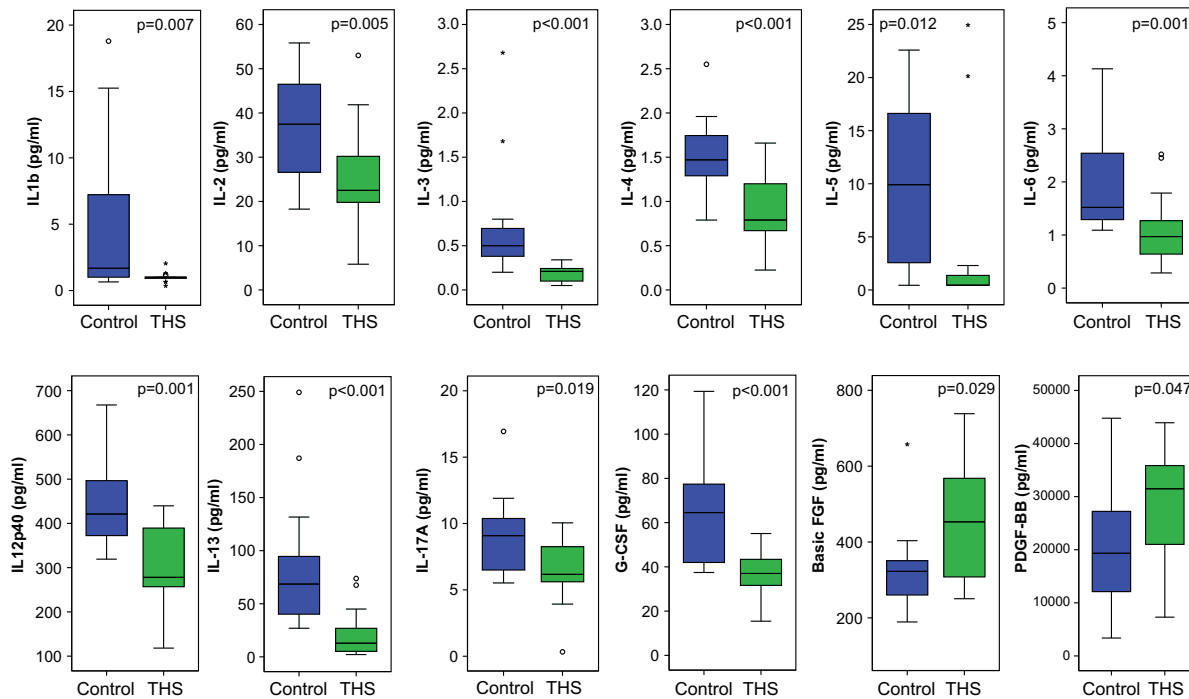 IL1b (pg/ml)
20
15
10
5
0
p=0.007
Control THS
IL-2 (pg/ml)
60
50
40
30
20
10
0
p=0.005
Control THS
IL-3 (pg/ml)
3.0
2.5
2.0
1.5
1.0
0.5
0.0
p<0.001
Control THS
IL-4 (pg/ml)
3.0
2.5
2.0
1.5
1.0
0.5
0.0
p<0.001
Control THS
IL-5 (pg/ml)
25
20
15
10
5
0
p=0.012
Control THS
IL-6 (pg/ml)
5
4
3
2
1
0
p=0.001
Control THS
IL12p40 (pg/ml)
700
600
500
400
300
200
100
p=0.001
Control THS
IL-13 (pg/ml)
250
200
150
100
50
0
p<0.001
Control THS
IL-17A (pg/ml)
20
15
10
5
0
p=0.019
Control THS
G-CSF (pg/ml)
120
100
80
60
40
20
0
p<0.001
Control THS
Basic FGF (pg/ml)
800
600
400
200
p=0.029
Control THS
PDGF-BB (pg/ml)
50000
40000
30000
20000
10000
0
p=0.047
Control THS